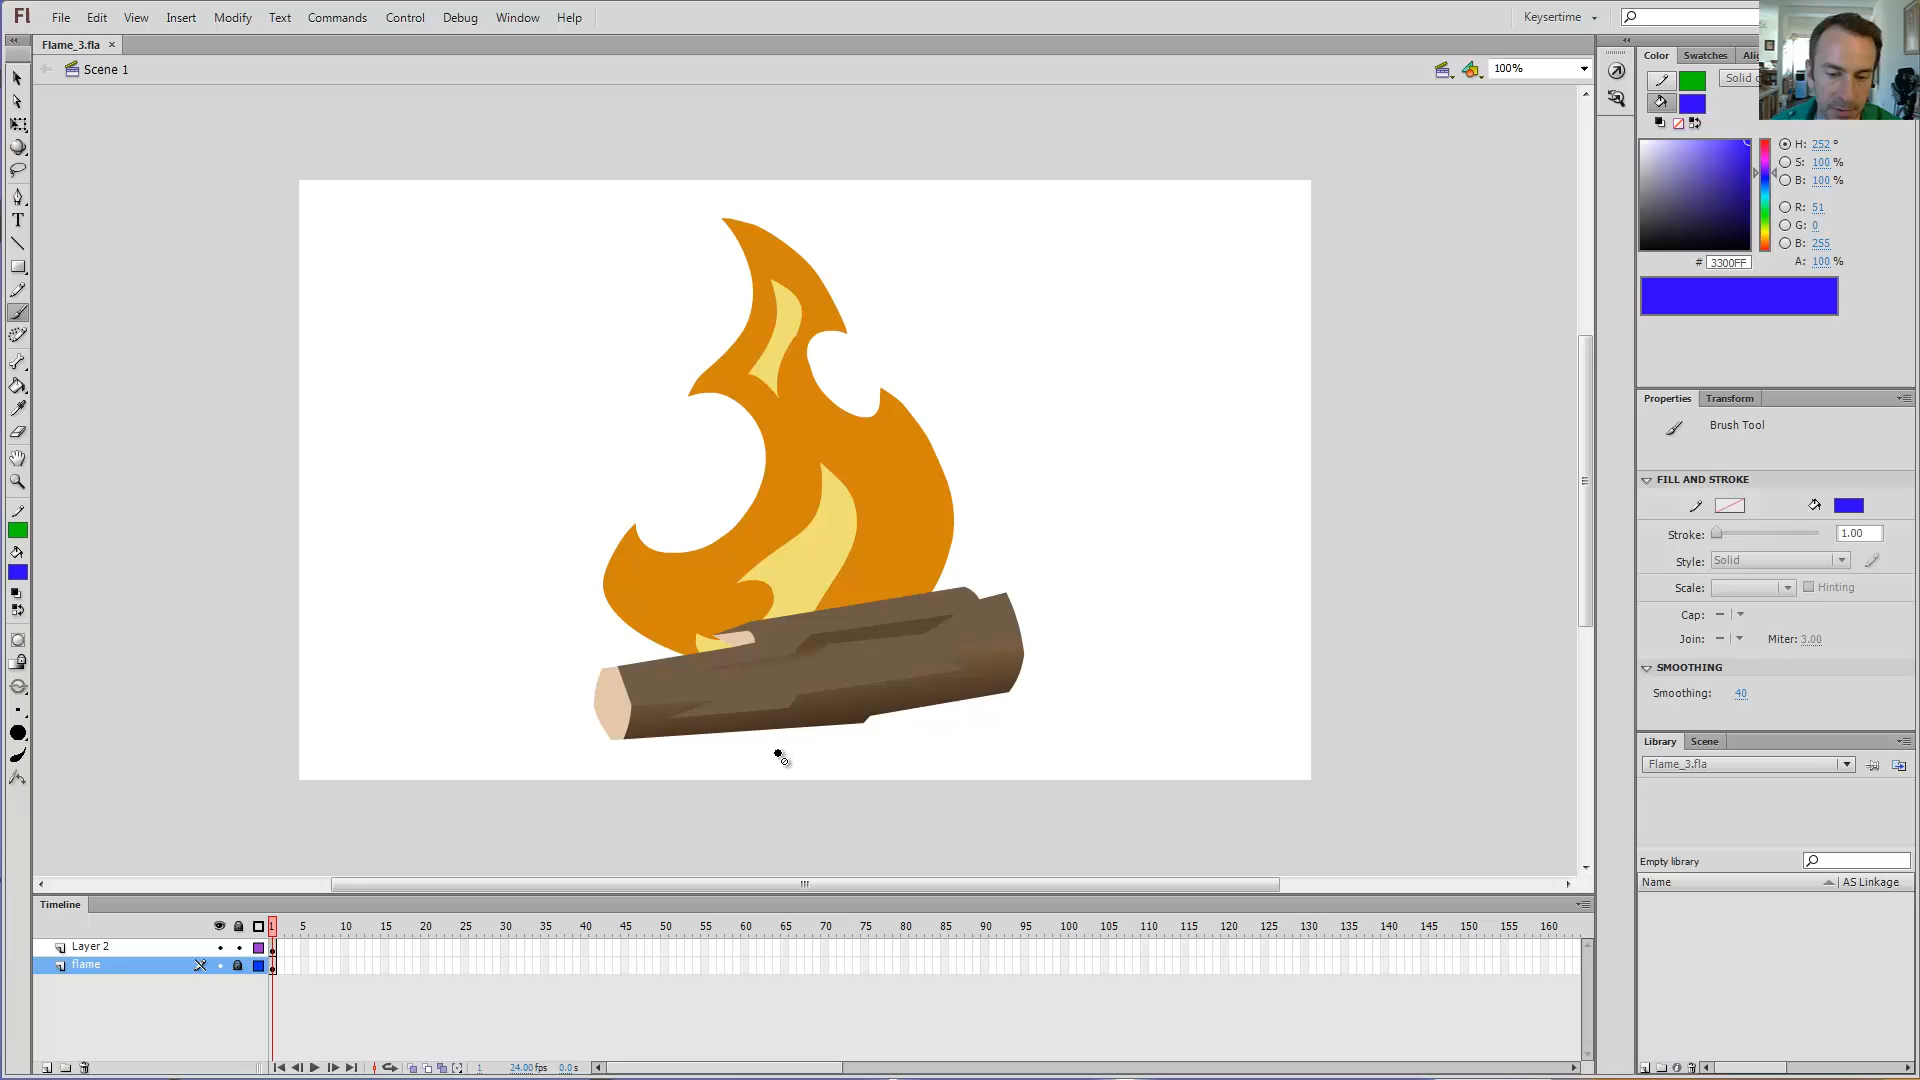 Fl File Edit View Insert Modify Text Commands Control Debug Window Help Keysertime
Flame_3.fla ×
Scene 1 100%
Color Swatches
Solid
H: 252 °
S: 100 %
B: 100 %
R: 51
G: 0
B: 255
# 3300FF A: 100 %
Properties Transform
Brush Tool
FILL AND STROKE
Stroke: 1.00
Style: Solid
Scale: Hinting
Cap:
Join: Miter: 3.00
SMOOTHING
Smoothing: 40
Library Scene
Flame_3.fla
Empty library
Name AS Linkage
Timeline
1 5 10 15 20 25 30 35 40 45 50 55 60 65 70 75 80 85 90 95 100 105 110 115 120 125 130 135 140 145 150 155 160
Layer 2
flame
1 24.00 fps 0.0 s
T